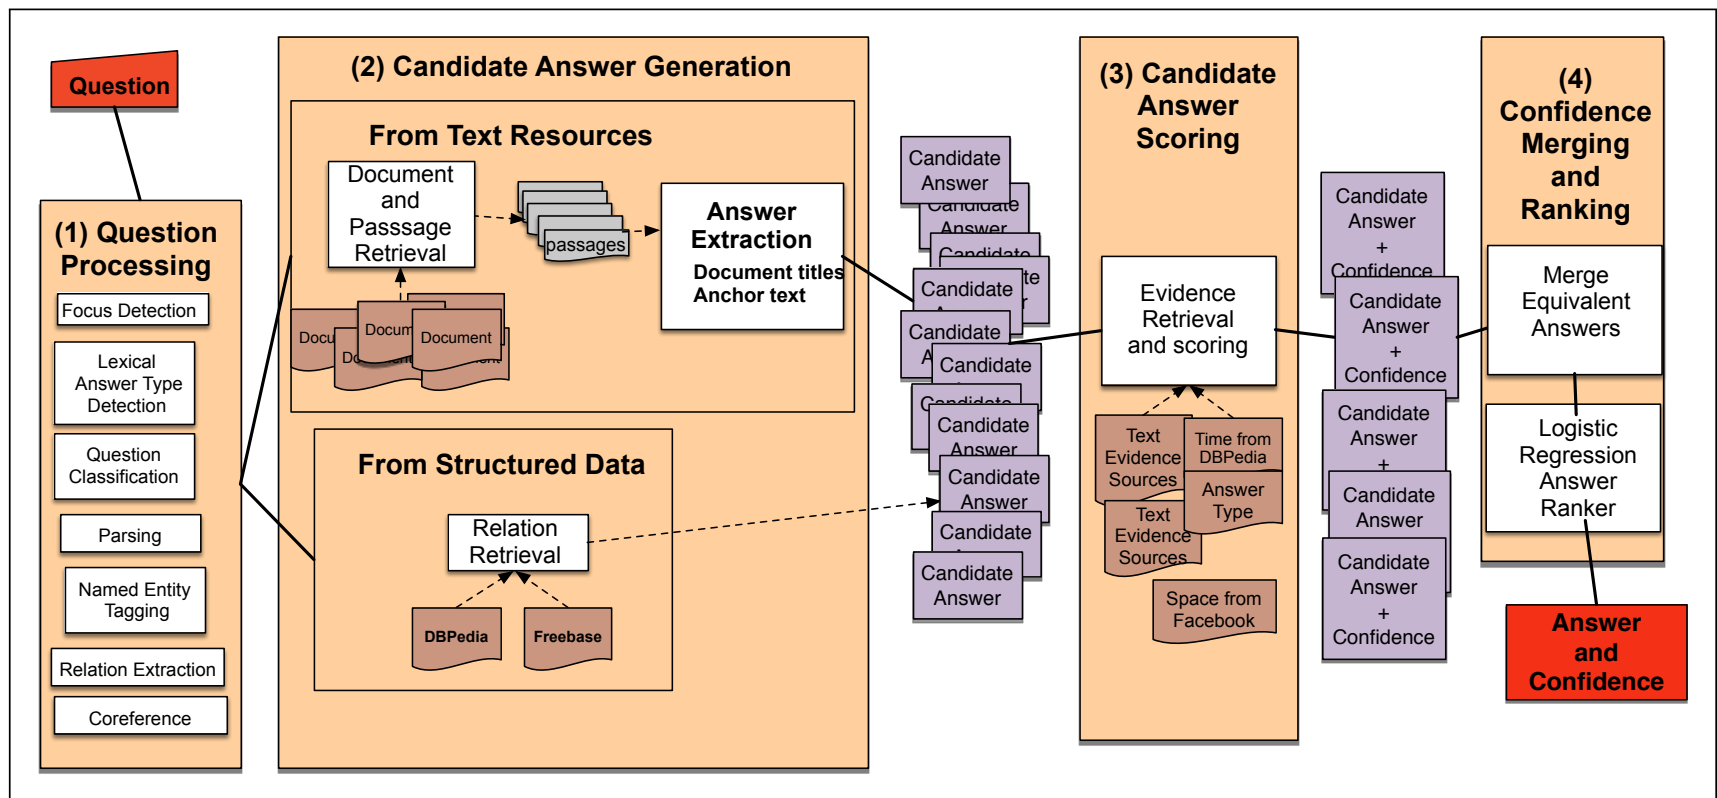 Question
(1) Question
Processing
Focus Detection
Lexical
Answer Type
Detection
Question
Classification
Parsing
Named Entity
Tagging
Relation Extraction
Coreference
(2) Candidate Answer Generation
From Text Resources
Document
and
Passsage
Retrieval
passages
Answer
Extraction
Document titles
Anchor text
Document
From Structured Data
Relation
Retrieval
DBPedia
Freebase
Candidate
Answer
Candidate
Answer
Candidate
Candidate
Candidate
Candidate
Candidate
Candidate
Answer
Candidate
Answer
Candidate
Candidate
Answer
(3) Candidate
Answer
Scoring
Evidence
Retrieval
and scoring
Text
Evidence
Sources
Time from
DBPedia
Answer
Type
Text
Evidence
Sources
Space from
Facebook
Candidate
Answer
+
Confidence
Candidate
Answer
+
Confidence
Candidate
Answer
+
Candidate
Answer
Candidate
Answer
+
Confidence
(4)
Confidence
Merging
and
Ranking
Merge
Equivalent
Answers
Logistic
Regression
Answer
Ranker
Answer
and
Confidence